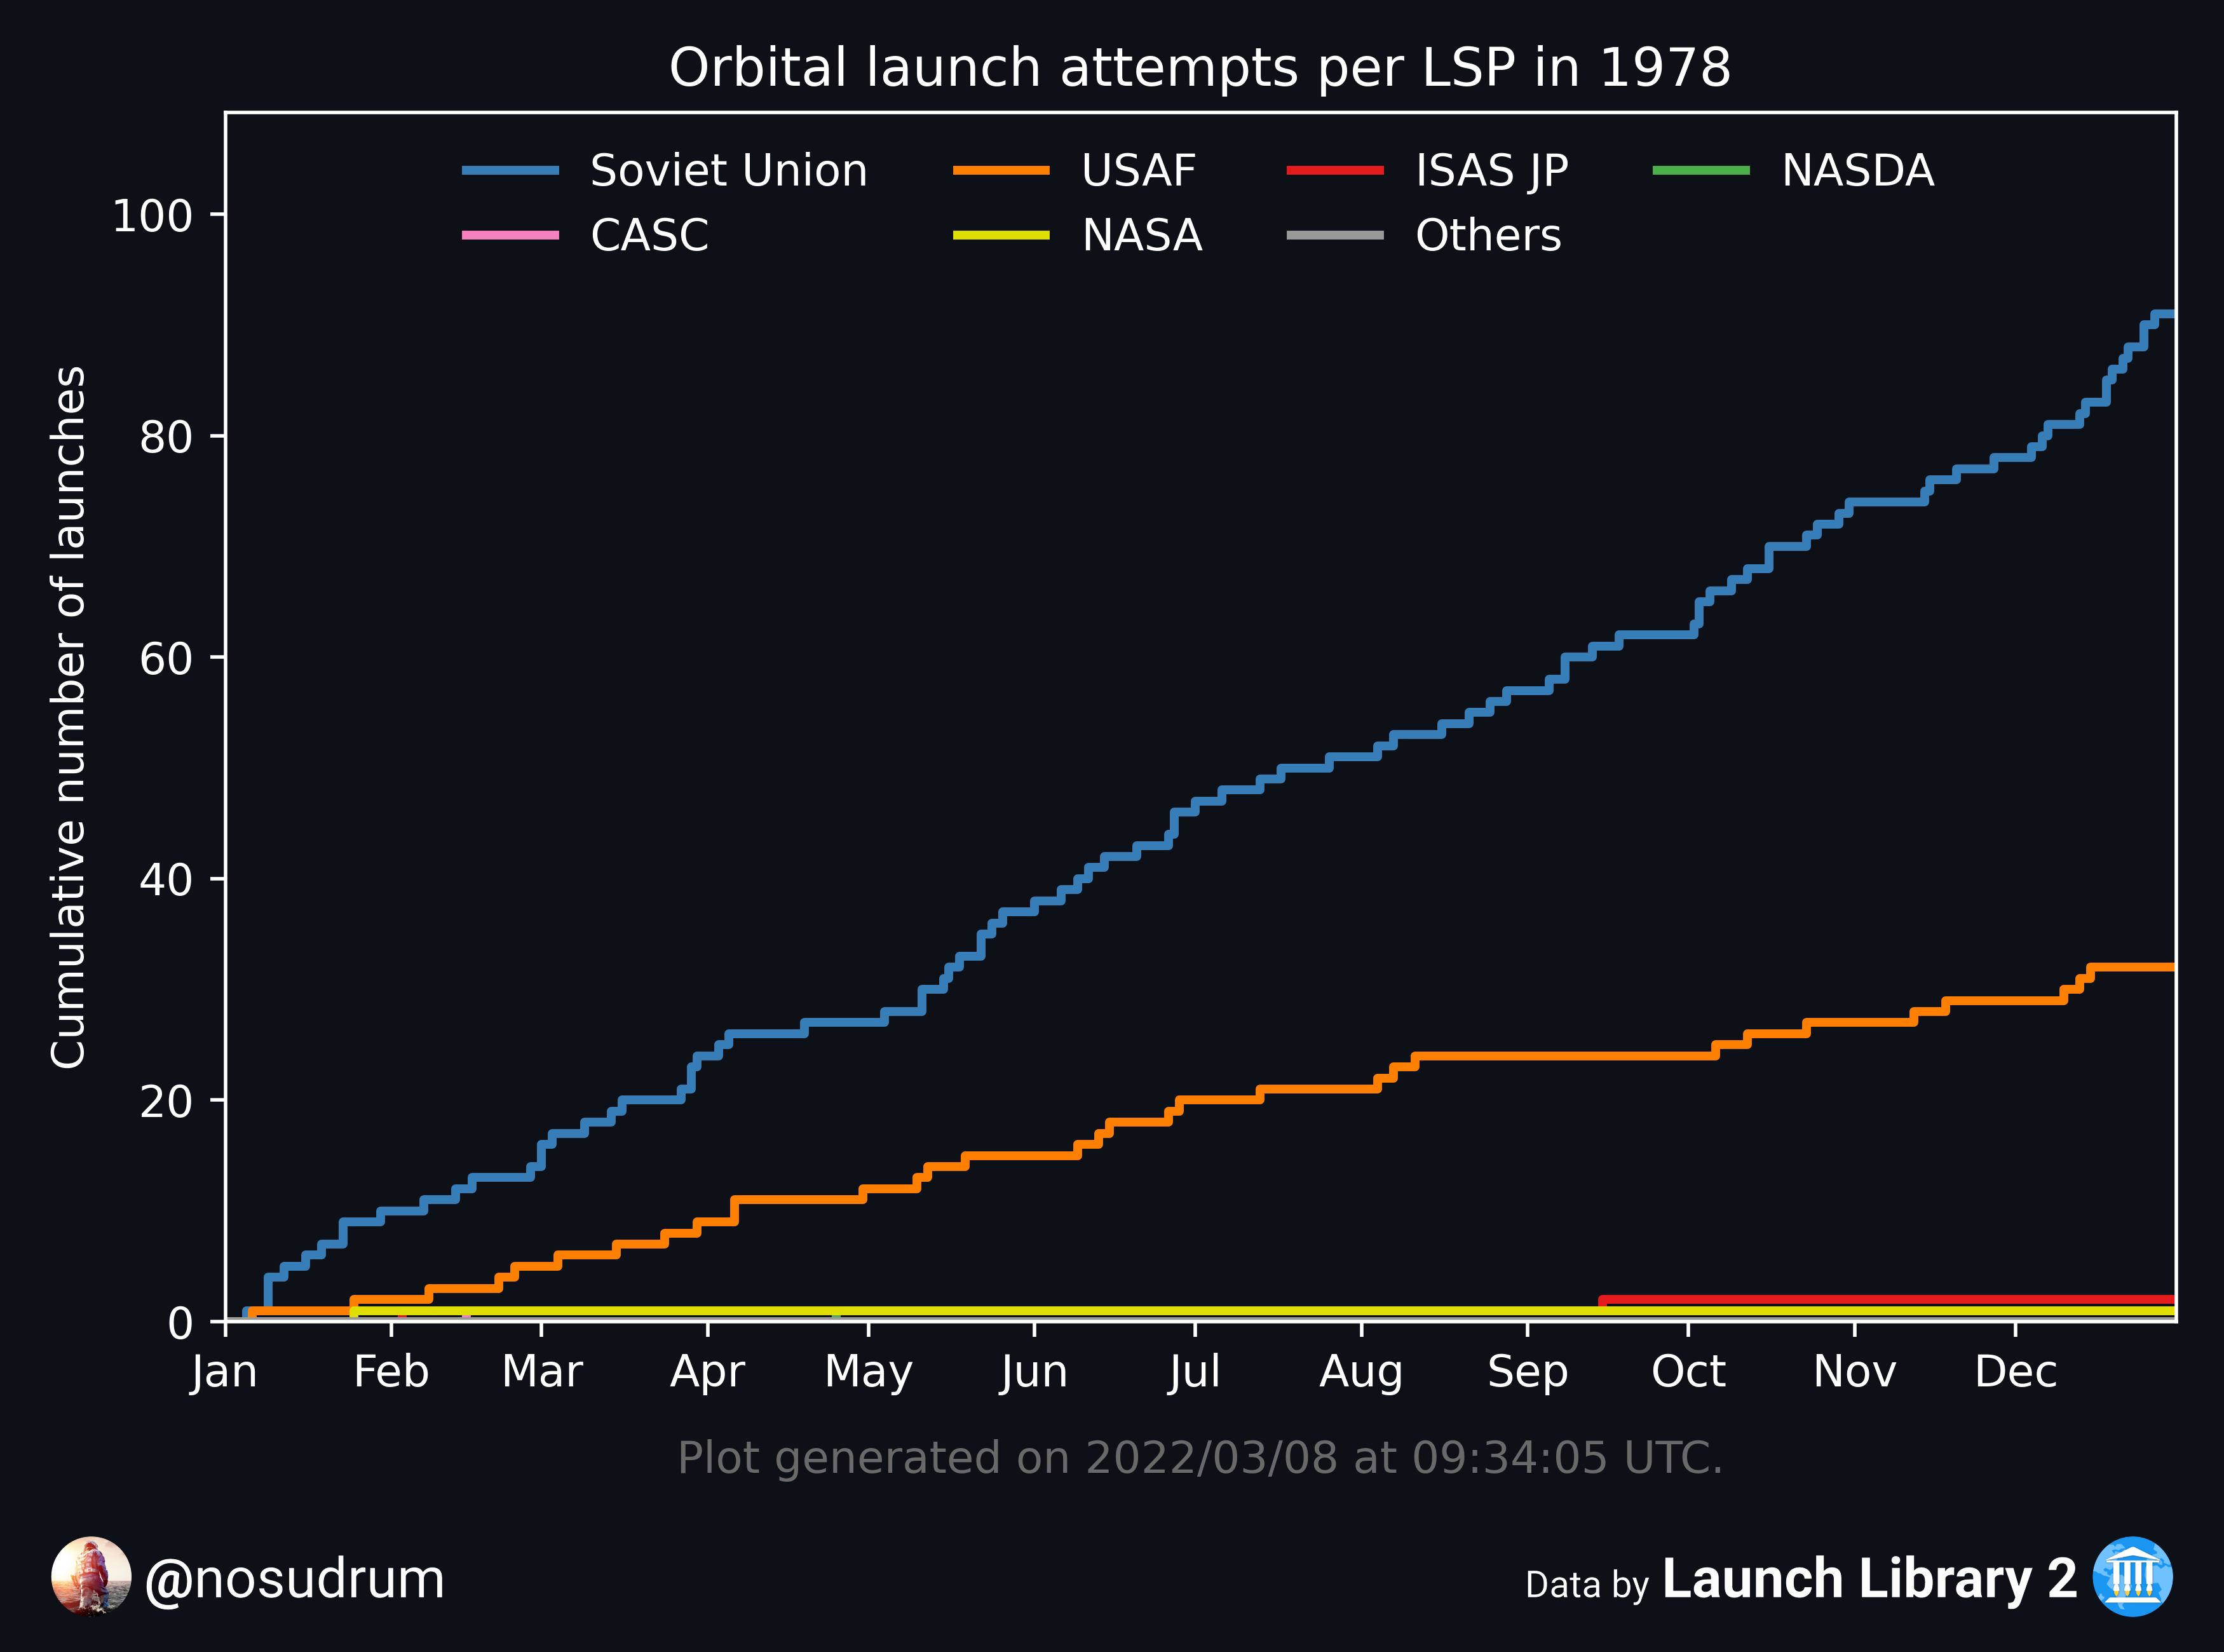 Orbital launch attempts per LSP in 1978
Soviet Union USAF ISAS JP NASDA
CASC NASA Others
Cumulative number of launches
100
80
60
40
20
0
Jan Feb Mar Apr May Jun Jul Aug Sep Oct Nov Dec
Plot generated on 2022/03/08 at 09:34:05 UTC.
@nosudrum
Data by Launch Library 2